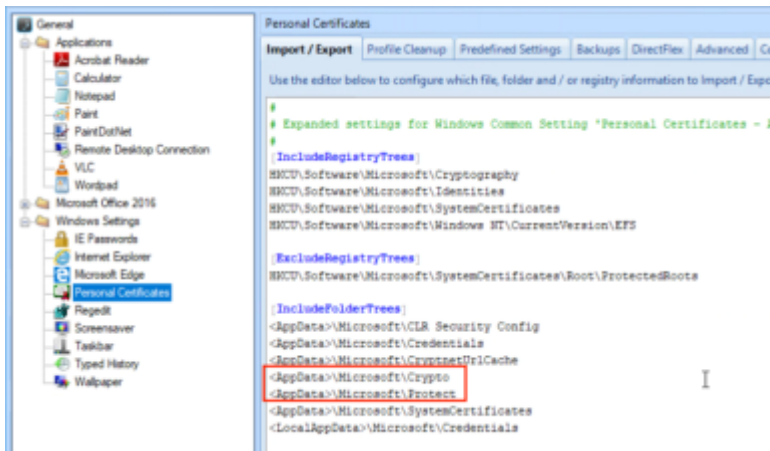 General
Applications
Acrobat Reader
Calculator
Notepad
Paint
PaintDotNet
Remote Desktop Connection
VLC
Wordpad
Microsoft Office 2016
Windows Settings
IE Passwords
Internet Explorer
Microsoft Edge
Personal Certificates
Regedit
Screensaver
Taskbar
Typed History
Wallpaper
Personal Certificates
Import / Export Profile Cleanup Predefined Settings Backups DirectFlex Advanced
Use the editor below to configure which file, folder and / or registry information to Import / Expo
#
# Expanded settings for Windows Common Setting "Personal Certificates -
#
[IncludeRegistryTrees]
HKCU\Software\Microsoft\Cryptography
HKCU\Software\Microsoft\Identities
HKCU\Software\Microsoft\SystemCertificates
HKCU\Software\Microsoft\Windows NT\CurrentVersion\EFS
[ExcludeRegistryTrees]
HKCU\Software\Microsoft\SystemCertificates\Root\ProtectedRoots
[IncludeFolderTrees]
<AppData>\Microsoft\CLR Security Config
<AppData>\Microsoft\Credentials
<AppData>\Microsoft\CryptnetUrlCache
<AppData>\Microsoft\Crypto
<AppData>\Microsoft\Protect
<AppData>\Microsoft\SystemCertificates
<LocalAppData>\Microsoft\Credentials